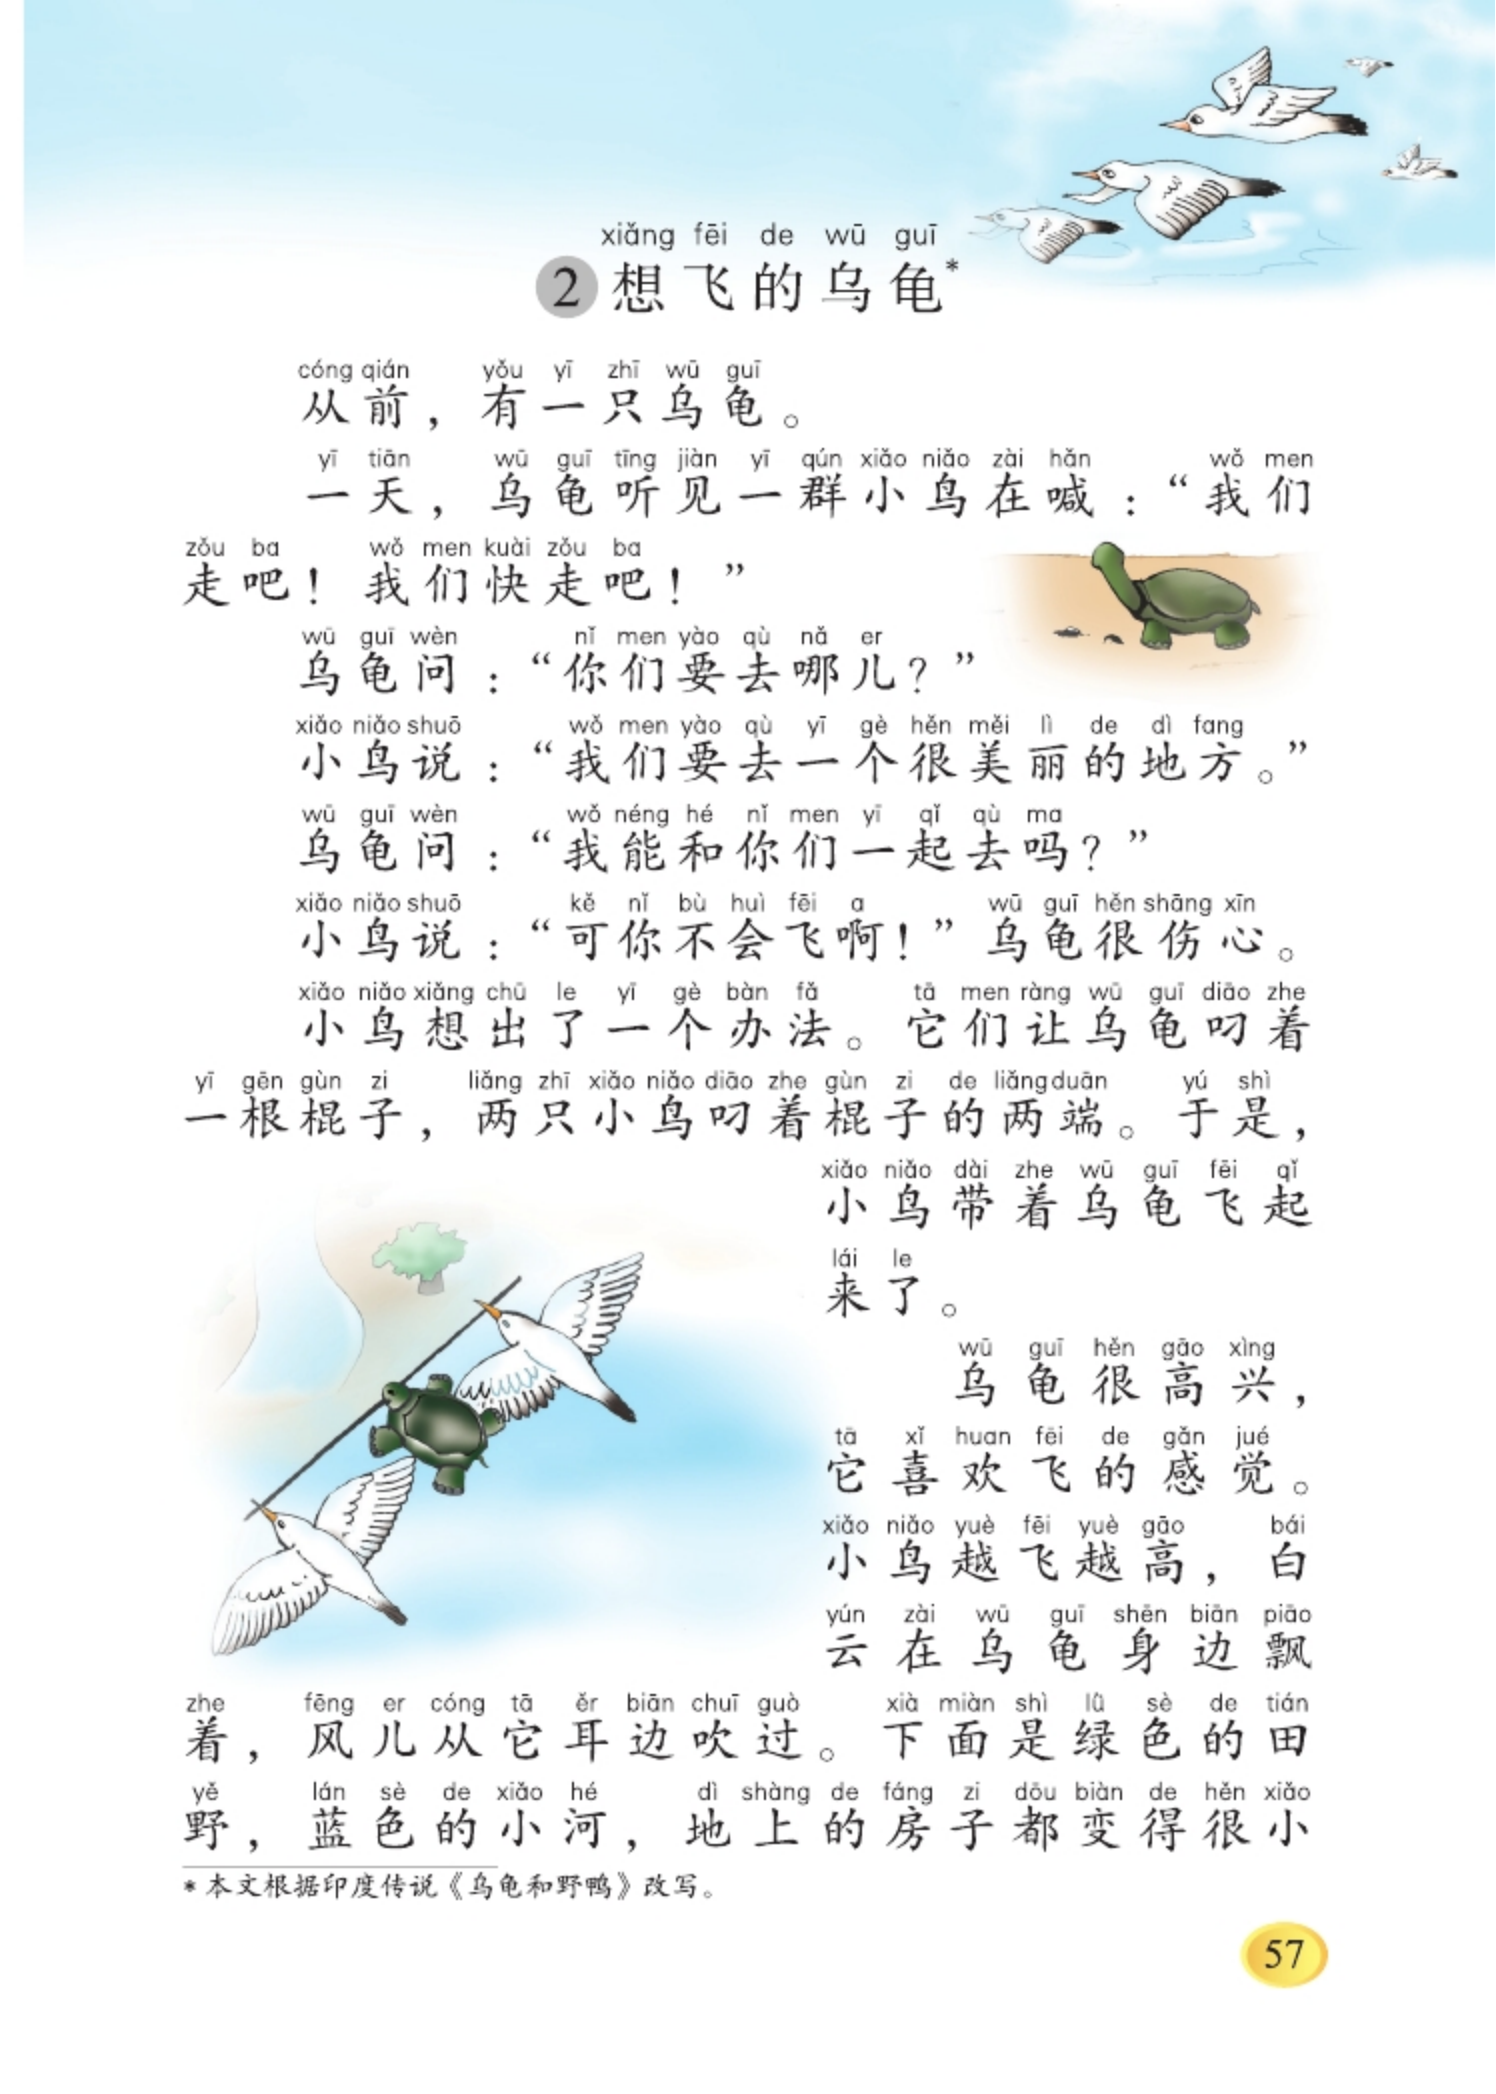 xiǎng fēi de wū guī
2 想飞的乌龟*
cóng qián yǒu yī zhī wū guī
从前，有一只乌龟。
yī tiān wū guī tīng jiàn yī qún xiǎo niǎo zài hǎn wǒ men
一天，乌龟听见一群小鸟在喊：“我们
zǒu ba wǒ men kuài zǒu ba
走吧！我们快走吧！”
wū guī wèn nǐ men yào qù nǎ er
乌龟问：“你们要去哪儿？”
xiǎo niǎo shuō wǒ men yào qù yī gè hěn měi lì de dì fang
小鸟说：“我们要去一个很美丽的地方。”
wū guī wèn wǒ néng hé nǐ men yī qǐ qù ma
乌龟问：“我能和你们一起去吗？”
xiǎo niǎo shuō kě nǐ bù huì fēi a wū guī hěn shāng xīn
小鸟说：“可你不会飞啊！”乌龟很伤心。
xiǎo niǎo xiǎng chū le yī gè bàn fǎ tā men ràng wū guī diāo zhe
小鸟想出了一个办法。它们让乌龟叼着
yī gēn gùn zi liǎng zhī xiǎo niǎo diāo zhe gùn zi de liǎng duān yú shì
一根棍子，两只小鸟叼着棍子的两端。于是，
xiǎo niǎo dài zhe wū guī fēi qǐ
小鸟带着乌龟飞起
lái le
来了。
wū guī hěn gāo xìng
乌龟很高兴，
tā xǐ huan fēi de gǎn jué
它喜欢飞的感觉。
xiǎo niǎo yuè fēi yuè gāo bái
小鸟越飞越高，白
yún zài wū guī shēn biān piāo
云在乌龟身边飘
zhe fēng er cóng tā ěr biān chuī guò xià miàn shì lǜ sè de tián
着，风儿从它耳边吹过。下面是绿色的田
yě lán sè de xiǎo hé dì shàng de fáng zi dōu biàn de hěn xiǎo
野，蓝色的小河，地上的房子都变得很小
* 本文根据印度传说《乌龟和野鸭》改写。
57